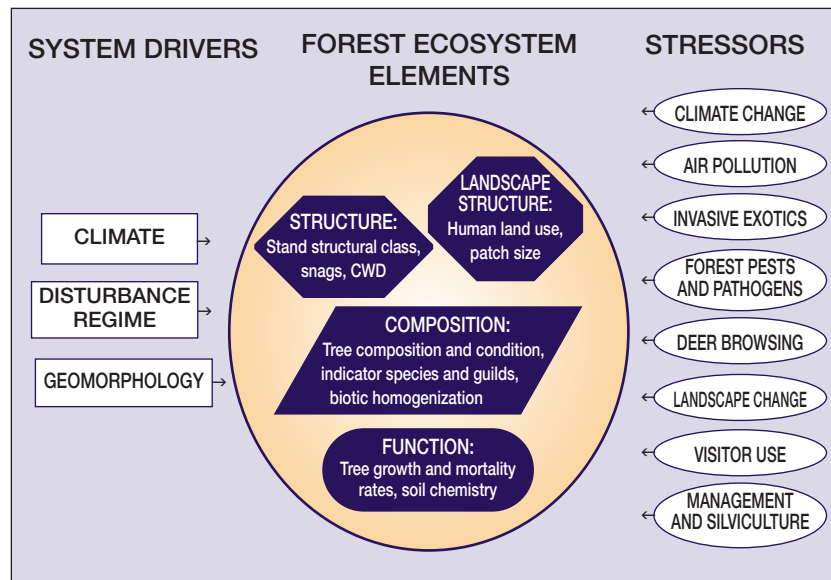 SYSTEM DRIVERS
FOREST ECOSYSTEM
ELEMENTS
STRESSORS
CLIMATE
DISTURBANCE
REGIME
GEOMORPHOLOGY
STRUCTURE:
Stand structural class,
snags, CWD
LANDSCAPE
STRUCTURE:
Human land use,
patch size
COMPOSITION:
Tree composition and condition,
indicator species and guilds,
biotic homogenization
FUNCTION:
Tree growth and mortality
rates, soil chemistry
CLIMATE CHANGE
AIR POLLUTION
INVASIVE EXOTICS
FOREST PESTS
AND PATHOGENS
DEER BROWSING
LANDSCAPE CHANGE
VISITOR USE
MANAGEMENT
AND SILVICULTURE